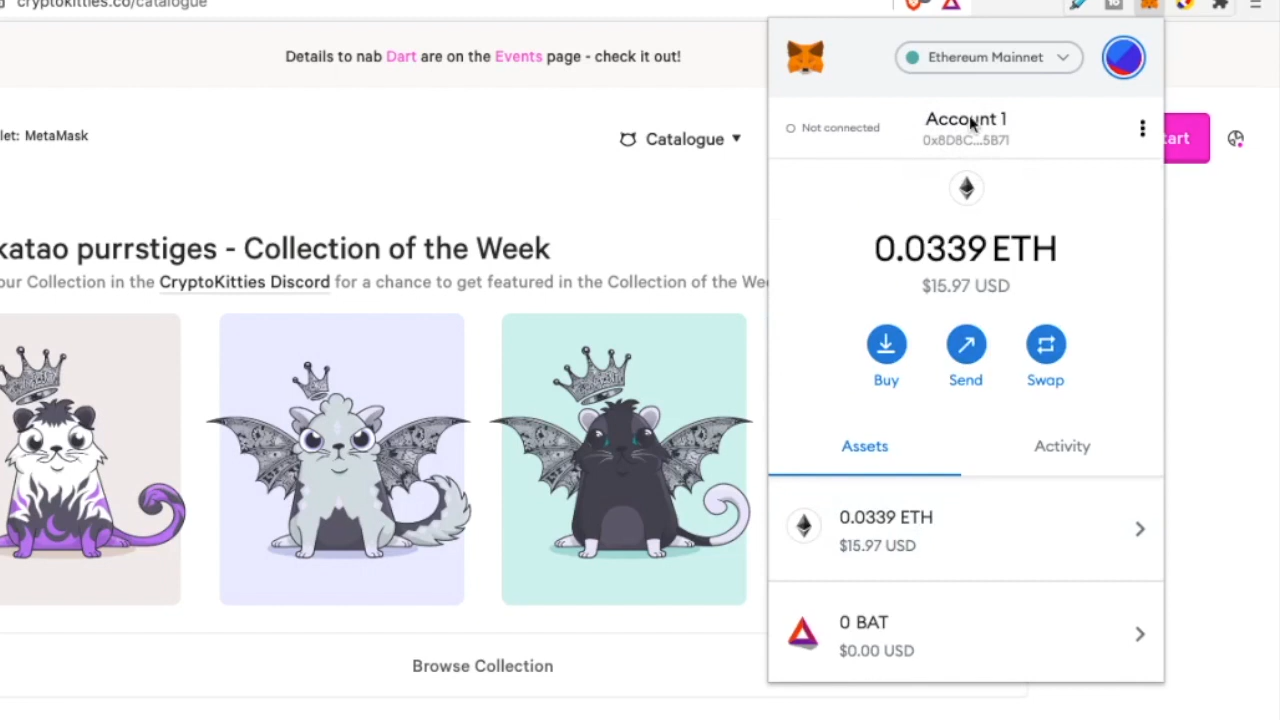 cryptokitties.co/catalogue
Details to nab Dart are on the Events page - check it out!
let: MetaMask
Catalogue
tart
katao purrstiges - Collection of the Week
our Collection in the CryptoKitties Discord for a chance to get featured in the Collection of the We
Browse Collection
Ethereum Mainnet
Not connected
Account 1
0x8D8C...5B71
0.0339 ETH
$15.97 USD
Buy
Send
Swap
Assets
Activity
0.0339 ETH
$15.97 USD
0 BAT
$0.00 USD